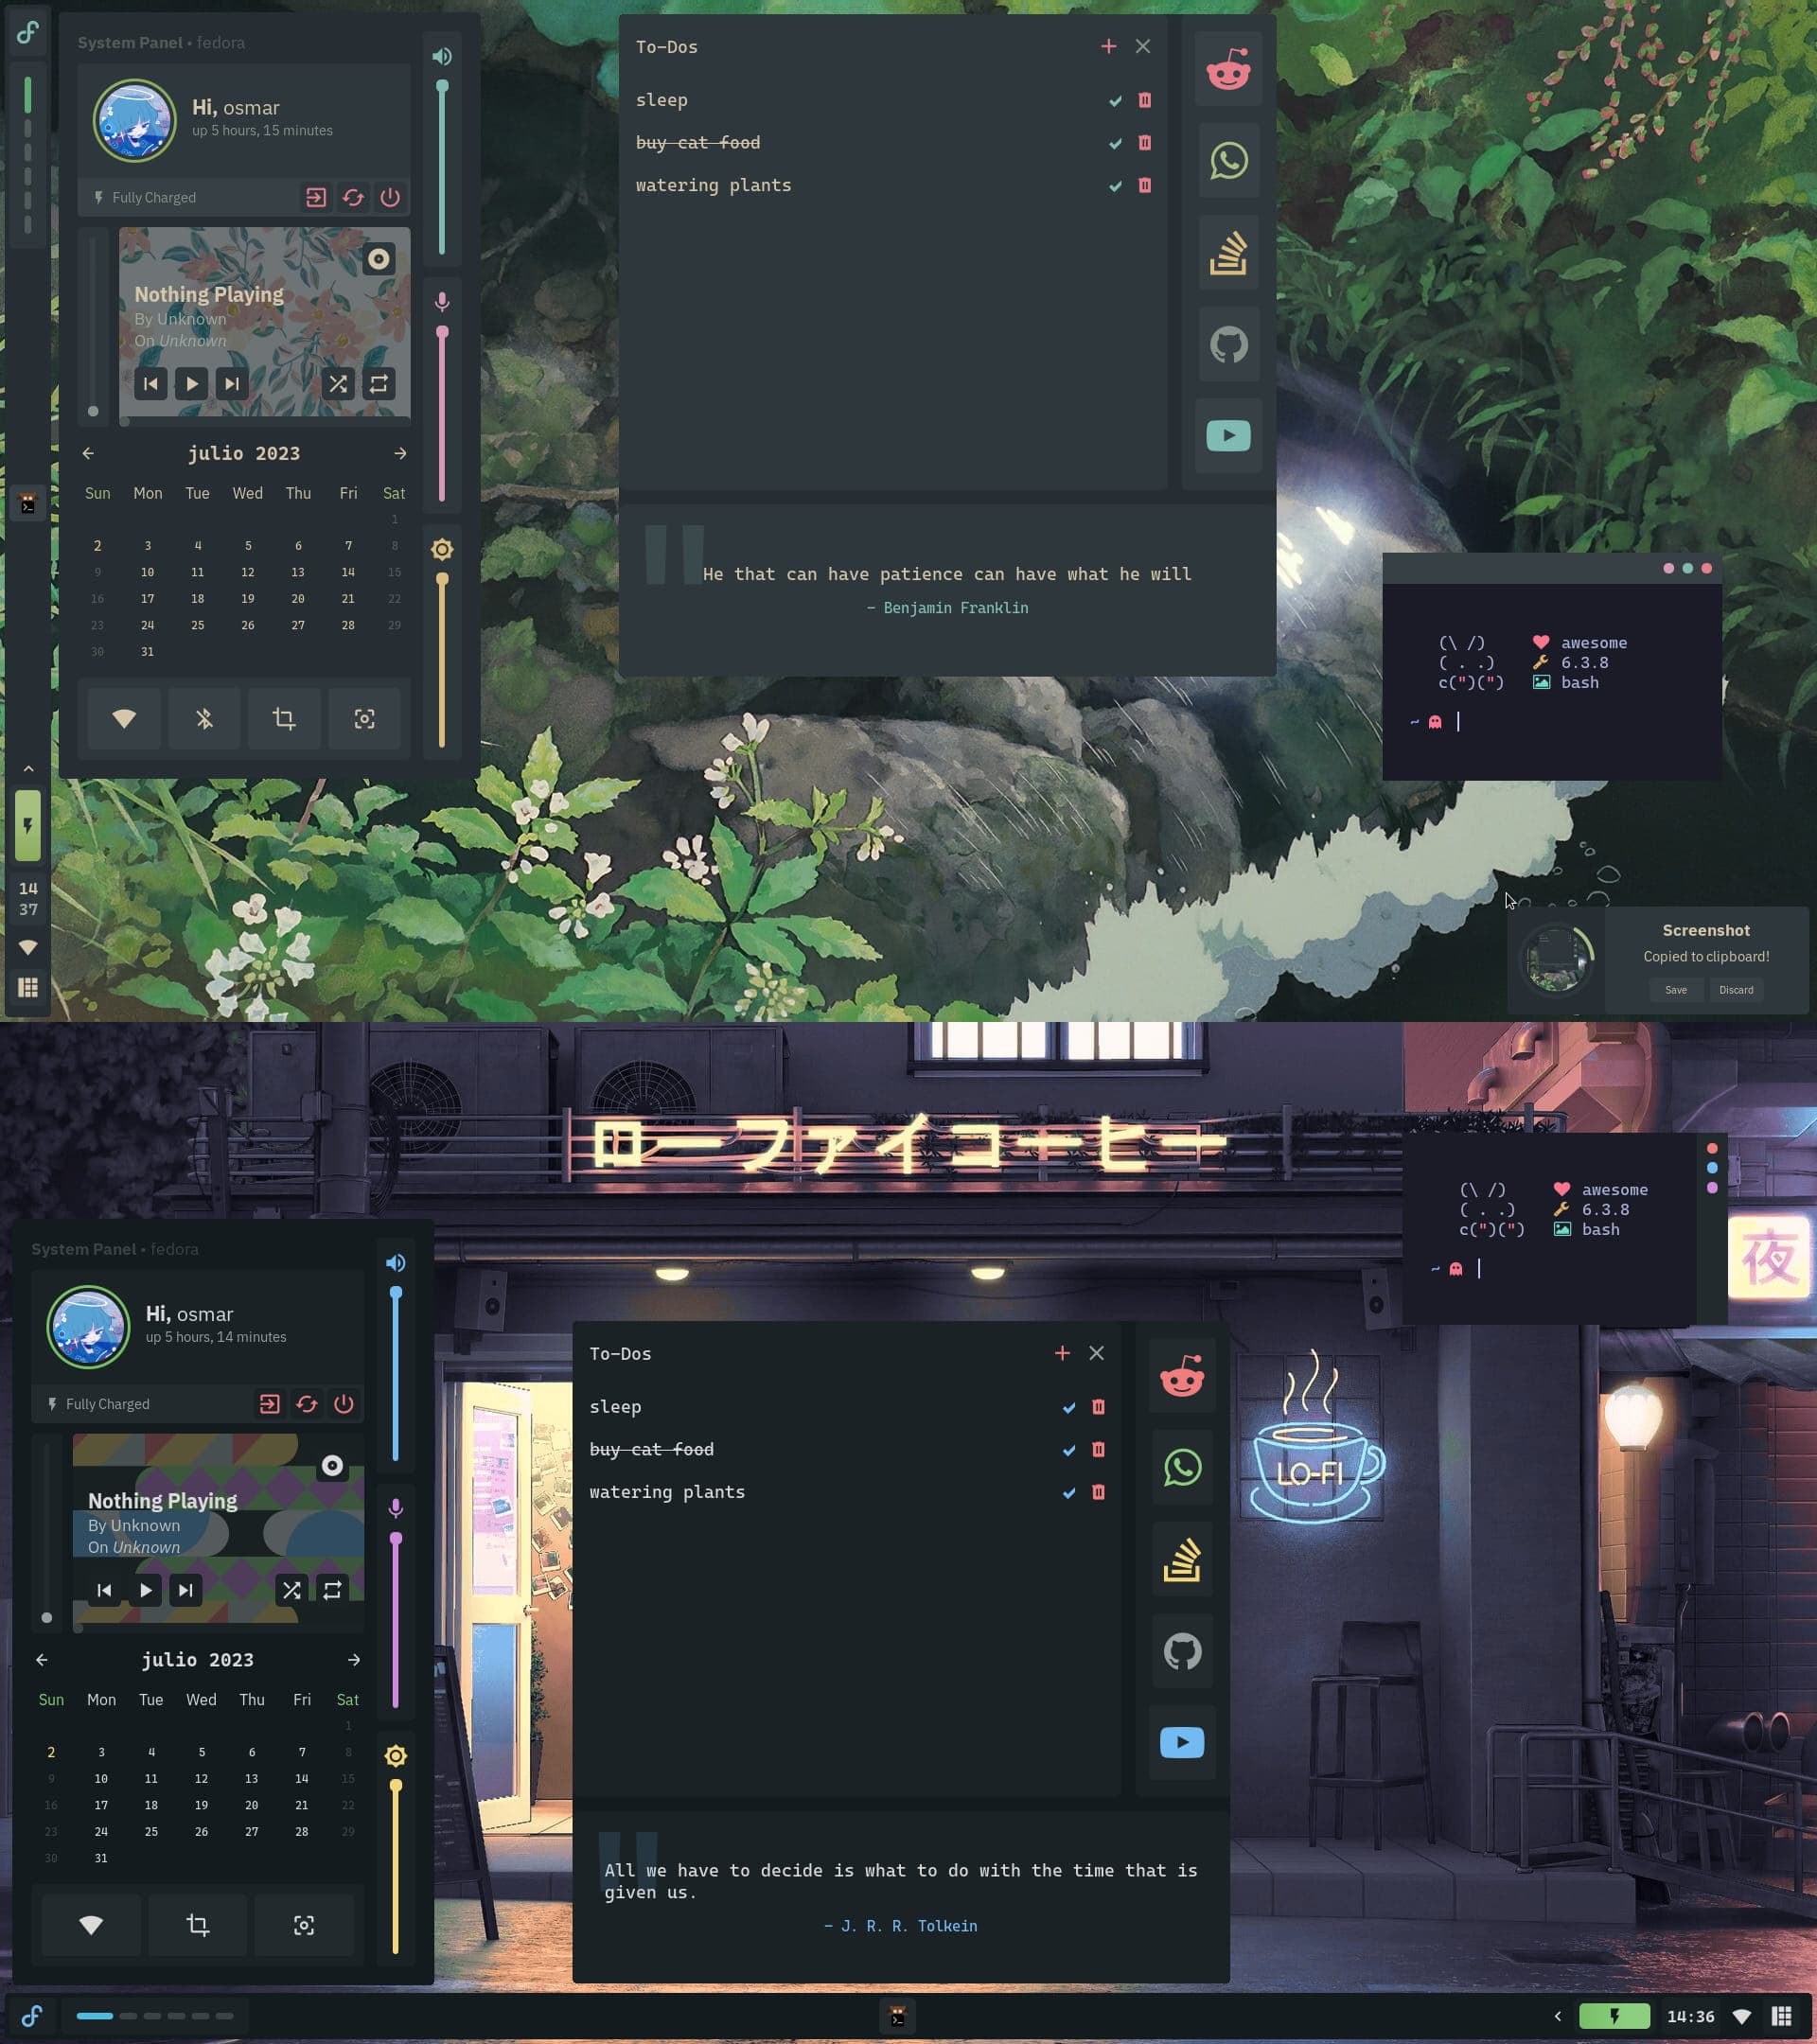 System Panel • fedora
Hi, osmar
up 5 hours, 15 minutes
Fully Charged
Nothing Playing
By Unknown
On Unknown
julio 2023
Sun Mon Tue Wed Thu Fri Sat
1
2 3 4 5 6 7 8
9 10 11 12 13 14 15
16 17 18 19 20 21 22
23 24 25 26 27 28 29
30 31
14
37
To-Dos
sleep
buy cat food
watering plants
"
He that can have patience can have what he will
- Benjamin Franklin
(\ /) awesome
( . .) 6.3.8
c(")(") bash
~
Screenshot
Copied to clipboard!
Save Discard
ローファイコーヒー
(\ /) awesome
( . .) 6.3.8
c(")(") bash
~
夜
System Panel • fedora
Hi, osmar
up 5 hours, 14 minutes
Fully Charged
Nothing Playing
By Unknown
On Unknown
julio 2023
Sun Mon Tue Wed Thu Fri Sat
1
2 3 4 5 6 7 8
9 10 11 12 13 14 15
16 17 18 19 20 21 22
23 24 25 26 27 28 29
30 31
To-Dos
sleep
buy cat food
watering plants
LO-FI
"
All we have to decide is what to do with the time that is
given us.
- J. R. R. Tolkein
14:36